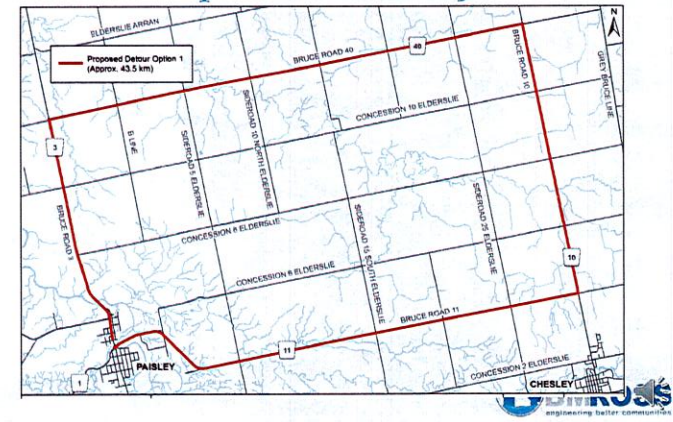 N
ELDERSLIE ARRAN
Proposed Detour Option 1
(Approx. 43.5 km)
BRUCE ROAD 40
40
BRUCE ROAD 10
GREY BRUCE LINE
3
B LINE
SIDEROAD 5 ELDERSLIE
SIDEROAD 10 NORTH ELDERSLIE
CONCESSION 10 ELDERSLIE
BRUCE ROAD 3
CONCESSION 8 ELDERSLIE
SIDEROAD 15 SOUTH ELDERSLIE
SIDEROAD 25 ELDERSLIE
CONCESSION 6 ELDERSLIE
10
BRUCE ROAD 11
11
PAISLEY
1
CONCESSION 2 ELDERSLIE
CHESLEY
engineering better communities